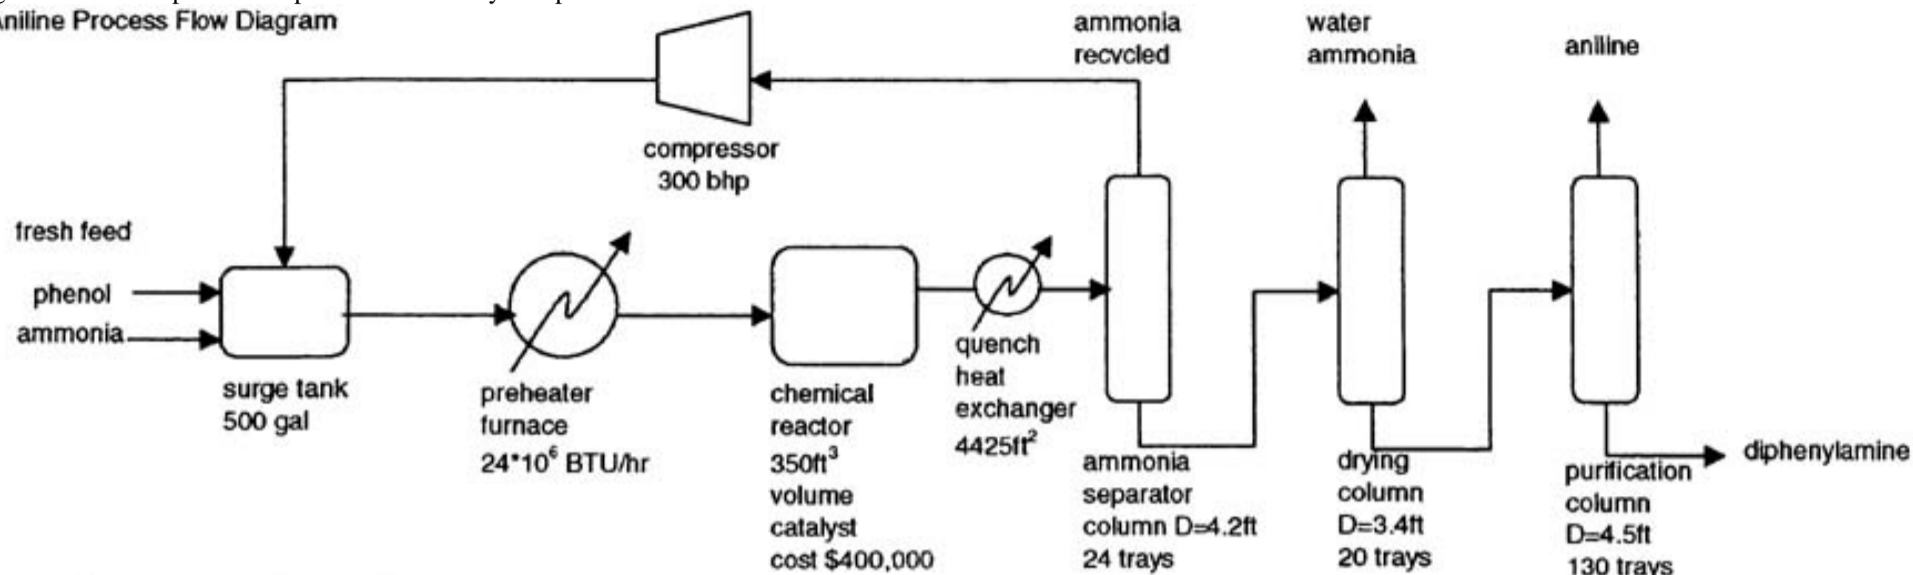 Aniline Process Flow Diagram
ammonia
recycled
water
ammonia
aniline
compressor
300 bhp
fresh feed
phenol
ammonia
surge tank
500 gal
preheater
furnace
24*10⁶ BTU/hr
chemical
reactor
350ft³
volume
catalyst
cost $400,000
quench
heat
exchanger
4425ft²
ammonia
separator
column D=4.2ft
24 trays
drying
column
D=3.4ft
20 trays
purification
column
D=4.5ft
130 trays
diphenylamine